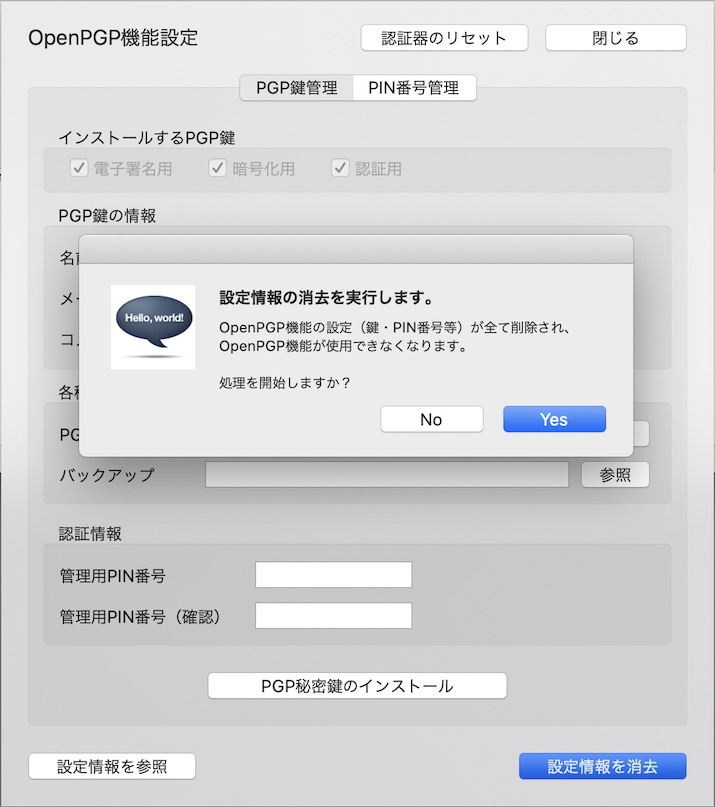 OpenPGP機能設定
認証器のリセット
閉じる
PGP鍵管理
PIN番号管理
インストールするPGP鍵
電子署名用
暗号化用
認証用
PGP鍵の情報
名
Hello, world!
設定情報の消去を実行します。
OpenPGP機能の設定（鍵・PIN番号等）が全て削除され、
OpenPGP機能が使用できなくなります。
処理を開始しますか？
No
Yes
メ
コ
各
PG
バックアップ
参照
認証情報
管理用PIN番号
管理用PIN番号（確認）
PGP秘密鍵のインストール
設定情報を参照
設定情報を消去